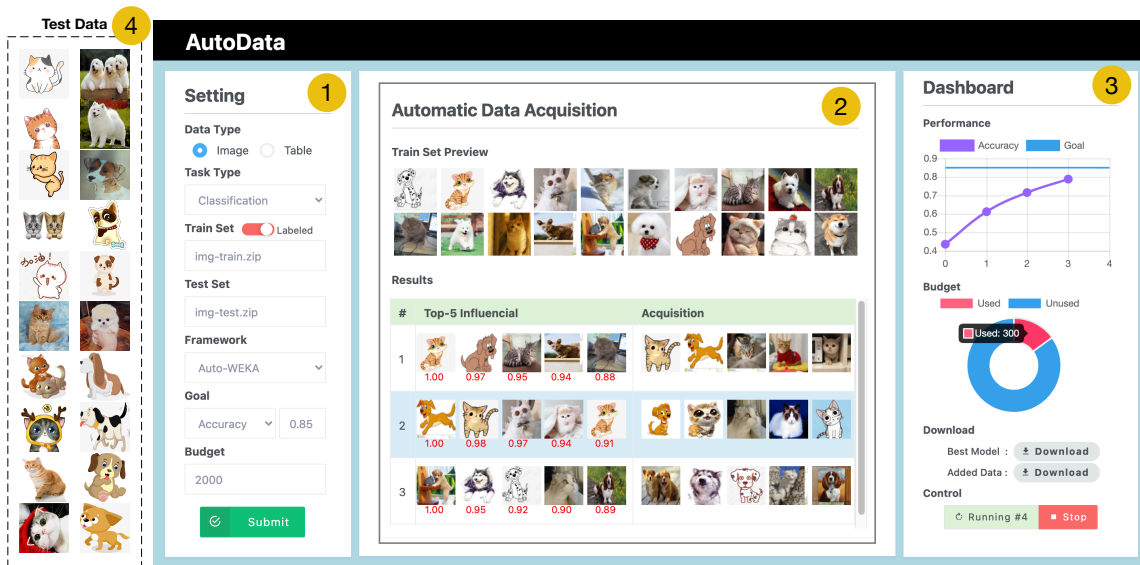 Test Data
4
加油!
AutoData
Setting
1
Data Type
Image
Table
Task Type
Classification
Train Set
Labeled
img-train.zip
Test Set
img-test.zip
Framework
Auto-WEKA
Goal
Accuracy
0.85
Budget
2000
Submit
2
Automatic Data Acquisition
Train Set Preview
Results
# Top-5 Influencial Acquisition
1
1.00 0.97 0.95 0.94 0.88
2
1.00 0.98 0.97 0.94 0.91
3
1.00 0.95 0.92 0.90 0.89
3
Dashboard
Performance
Accuracy Goal
0.9
0.8
0.7
0.6
0.5
0.4
0 1 2 3 4
Budget
Used Unused
Used: 300
Download
Best Model : Download
Added Data : Download
Control
Running #4 Stop